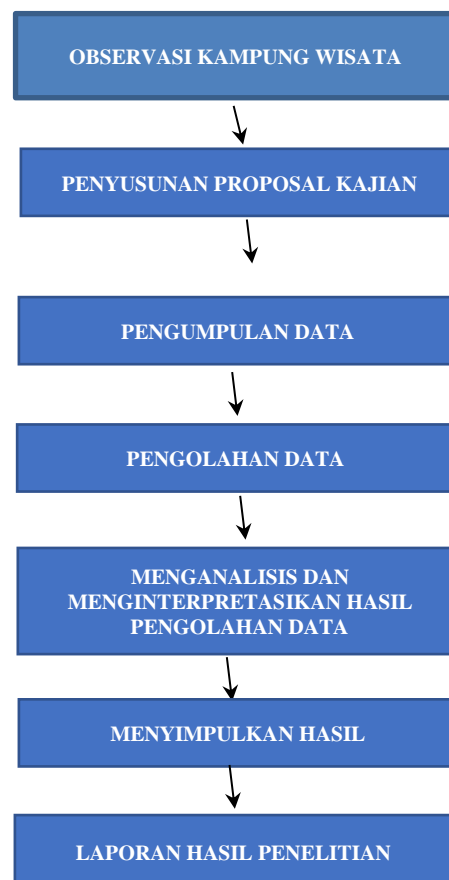 OBSERVASI KAMPUNG WISATA
PENYUSUNAN PROPOSAL KAJIAN
PENGUMPULAN DATA
PENGOLAHAN DATA
MENGANALISIS DAN
MENGINTERPRETASIKAN HASIL
PENGOLAHAN DATA
MENYIMPULKAN HASIL
LAPORAN HASIL PENELITIAN